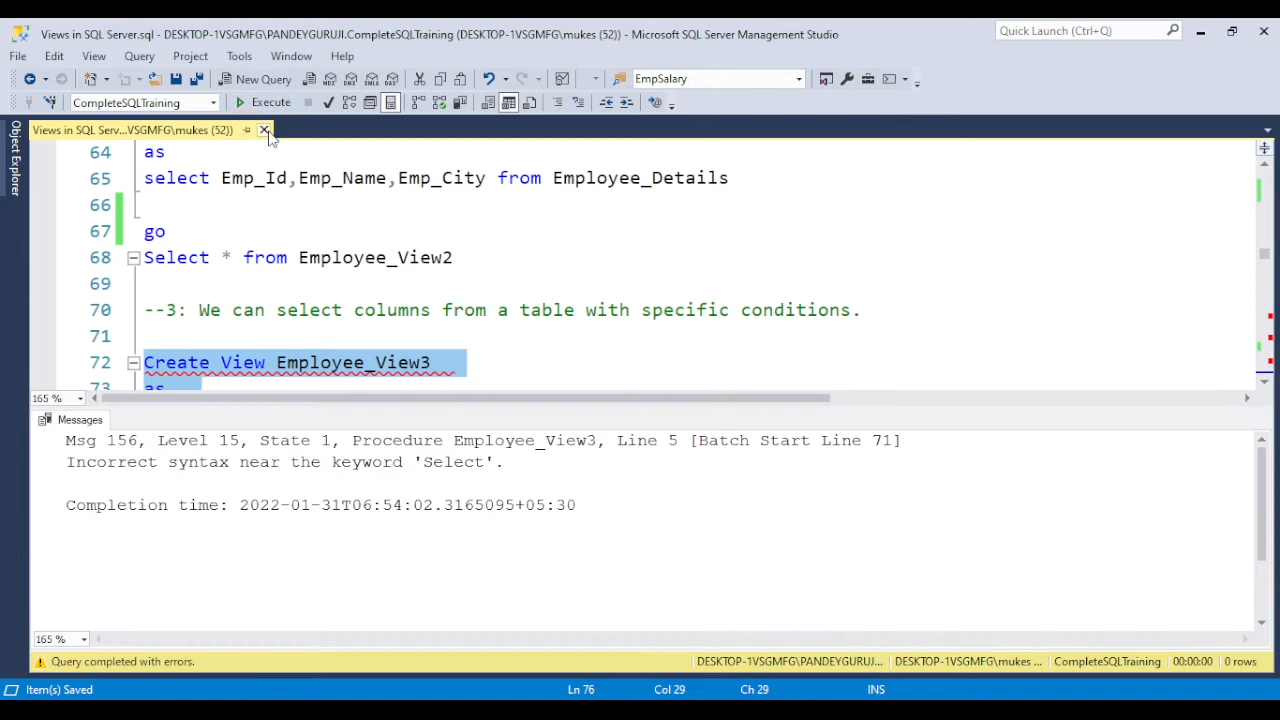 Views in SQL Server.sql - DESKTOP-1VSGMFG\PANDEYGURUJI.CompleteSQLTraining (DESKTOP-1VSGMFG\mukes (52)) - Microsoft SQL Server Management Studio
Quick Launch (Ctrl+Q)
File Edit View Query Project Tools Window Help
New Query
EmpSalary
CompleteSQLTraining
Execute
Object Explorer
Views in SQL Serv...VSGMFG\mukes (52))
64 as
65 select Emp_Id,Emp_Name,Emp_City from Employee_Details
66
67 go
68 Select * from Employee_View2
69
70 --3: We can select columns from a table with specific conditions.
71
72 Create View Employee_View3
73 as
165 %
Messages
Msg 156, Level 15, State 1, Procedure Employee_View3, Line 5 [Batch Start Line 71]
Incorrect syntax near the keyword 'Select'.
Completion time: 2022-01-31T06:54:02.3165095+05:30
165 %
Query completed with errors.
DESKTOP-1VSGMFG\PANDEYGURUJI... DESKTOP-1VSGMFG\mukes ... CompleteSQLTraining 00:00:00 0 rows
Item(s) Saved
Ln 76 Col 29 Ch 29 INS